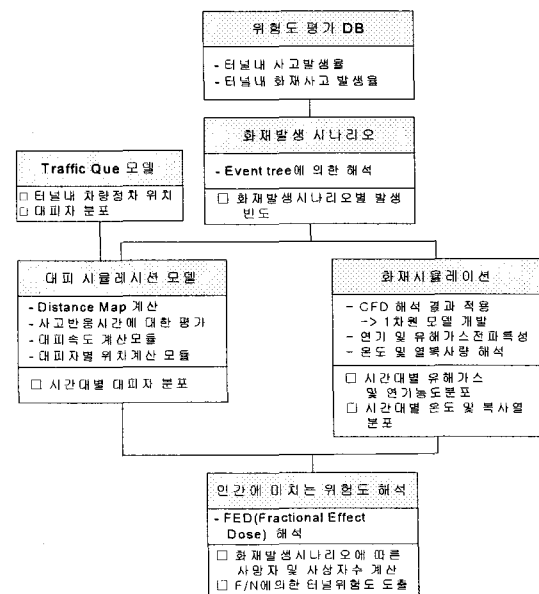 위험도 평가 DB
- 터널내 사고발생율
- 터널내 화재사고 발생율
화재발생 시나리오
- Event tree에 의한 해석
□ 화재발생시나리오별 발생
빈도
Traffic Que 모델
□ 터널내 차량정차 위치
□ 대피자 분포
대피 시뮬레이션 모델
- Distance Map 계산
- 사고반응시간에 대한 평가
- 대피속도 계산모듈
- 대피자별 위치계산 모듈
□ 시간대별 대피자 분포
화재시뮬레이션
- CFD 해석 결과 적용
-> 1차원 모델 개발
- 연기 및 유해가스전파특성
- 온도 및 열복사량 해석
□ 시간대별 유해가스
및 연기농도분포
□ 시간대별 온도 및 복사열
분포
인간에 미치는 위험도 해석
- FED(Fractional Effect
Dose) 해석
□ 화재발생시나리오에 따른
사망자 및 사상자수 계산
□ F/N에의한 터널위험도 도출